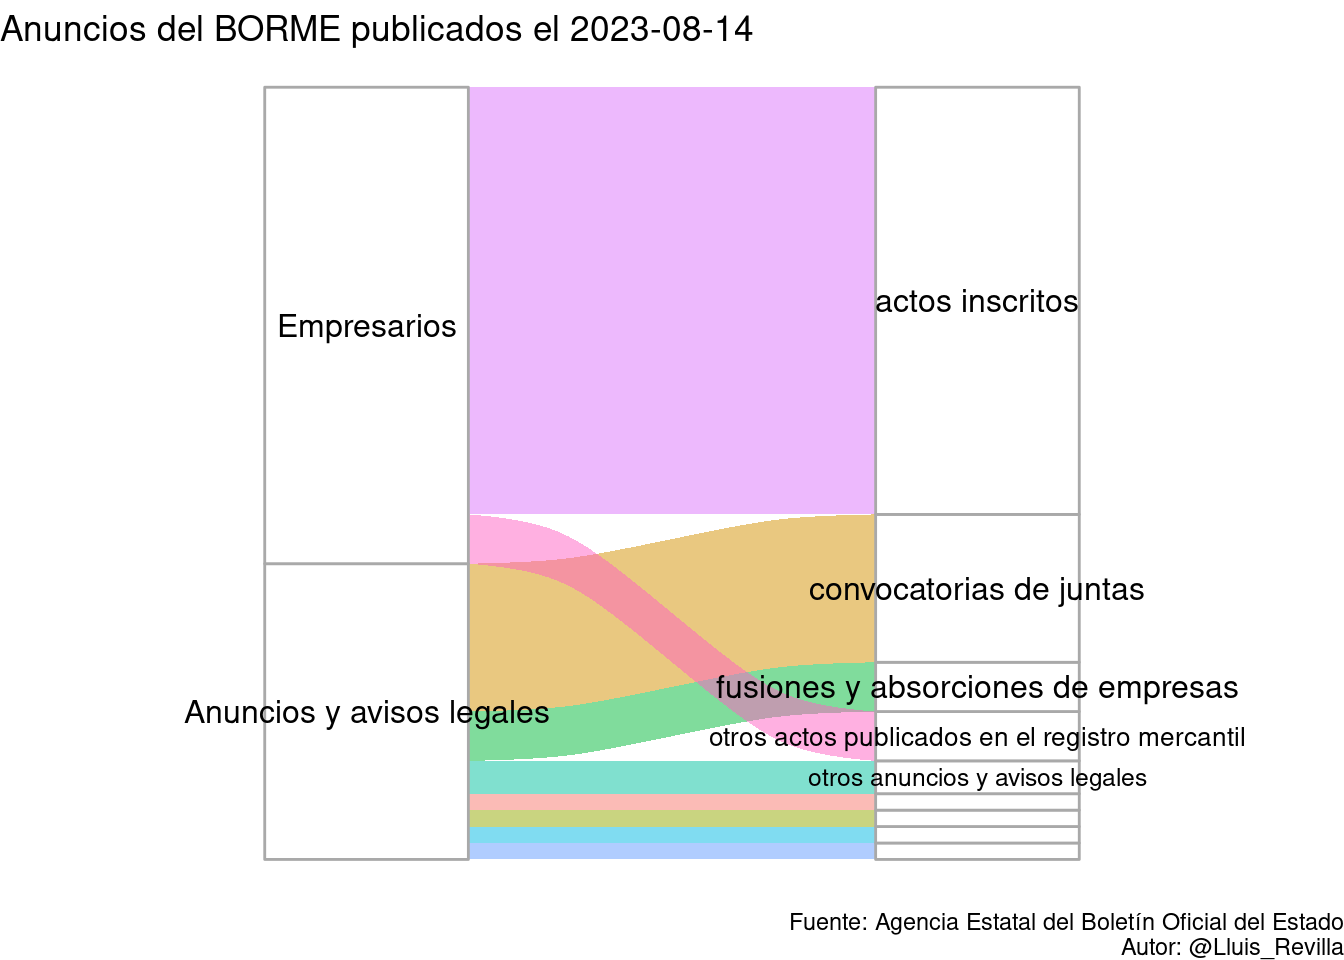 Anuncios del BORME publicados el 2023-08-14
actos inscritos
Empresarios
convocatorias de juntas
fusiones y absorciones de empresas
Anuncios y avisos legales
otros actos publicados en el registro mercantil
otros anuncios y avisos legales
Fuente: Agencia Estatal del Boletín Oficial del Estado
Autor: @Lluis_Revilla